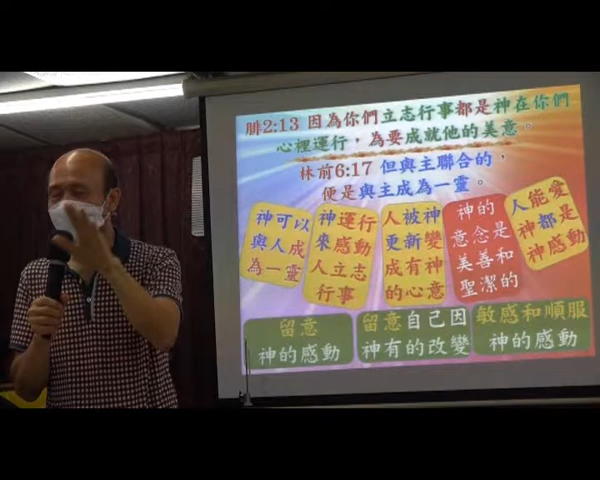 腓2:13 因為你們立志行事都是神在你們
心裡運行，為要成就他的美意。
林前6:17 但與主聯合的，
便是與主成為一靈。
神可以
與人成
為一靈
神運行
來感動
人立志
行事
人被神
更新變
成有神
的心意
神的
意念是
美善和
聖潔的
人能愛
神都是
神感動
留意
神的感動
留意自己因
神有的改變
敏感和順服
神的感動